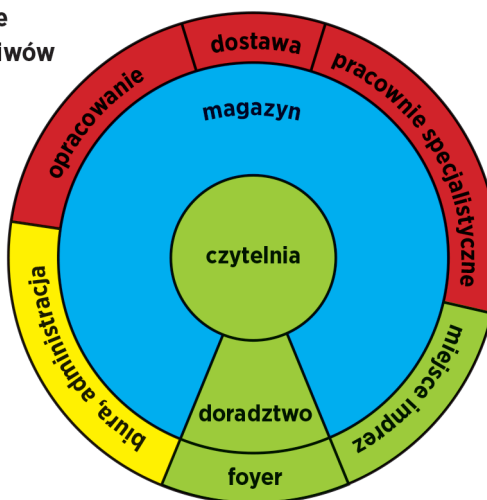 e
iwów
dostawa
opracowanie
pracownie specjalistyczne
magazyn
czytelnia
biura, administracja
miejsce imprez
doradztwo
foyer